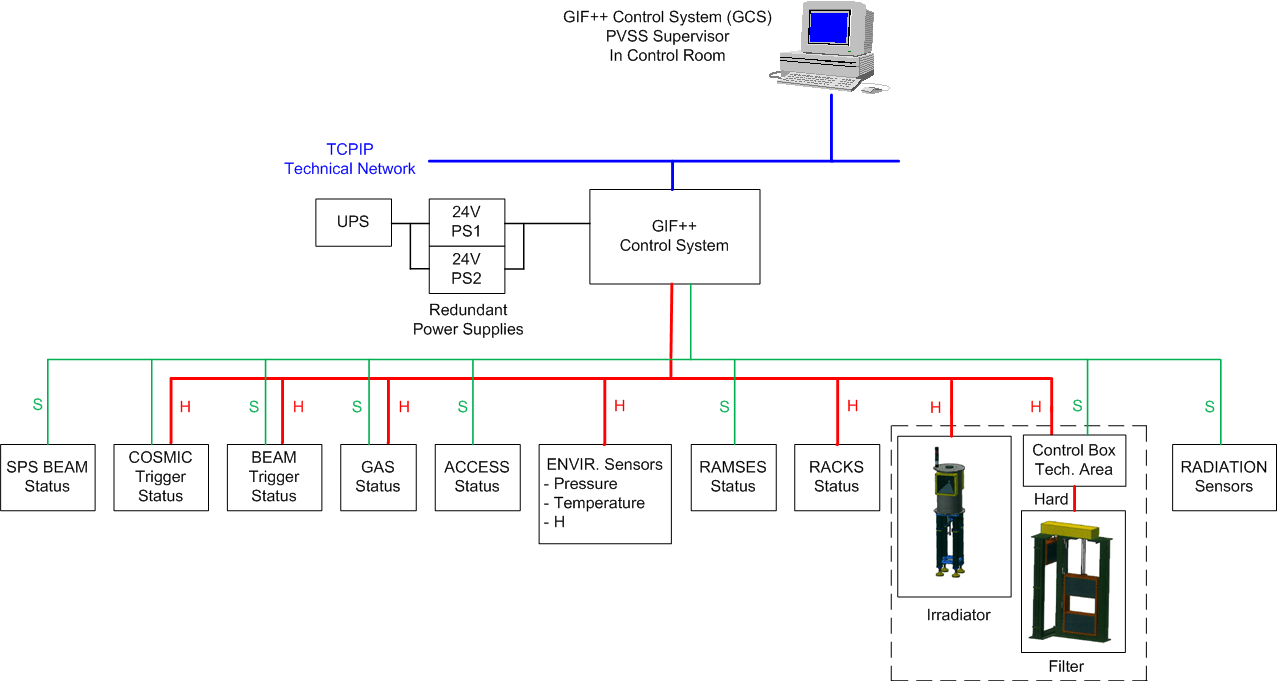 GIF++ Control System (GCS)
PVSS Supervisor
In Control Room
TCPIP
Technical Network
UPS
24V
PS1
24V
PS2
GIF++
Control System
Redundant
Power Supplies
S
H
S
H
S
H
S
H
S
H
H
H
S
S
SPS BEAM
Status
COSMIC
Trigger
Status
BEAM
Trigger
Status
GAS
Status
ACCESS
Status
ENVIR. Sensors
- Pressure
- Temperature
- H
RAMSES
Status
RACKS
Status
Control Box
Tech. Area
RADIATION
Sensors
Hard
Irradiator
Filter